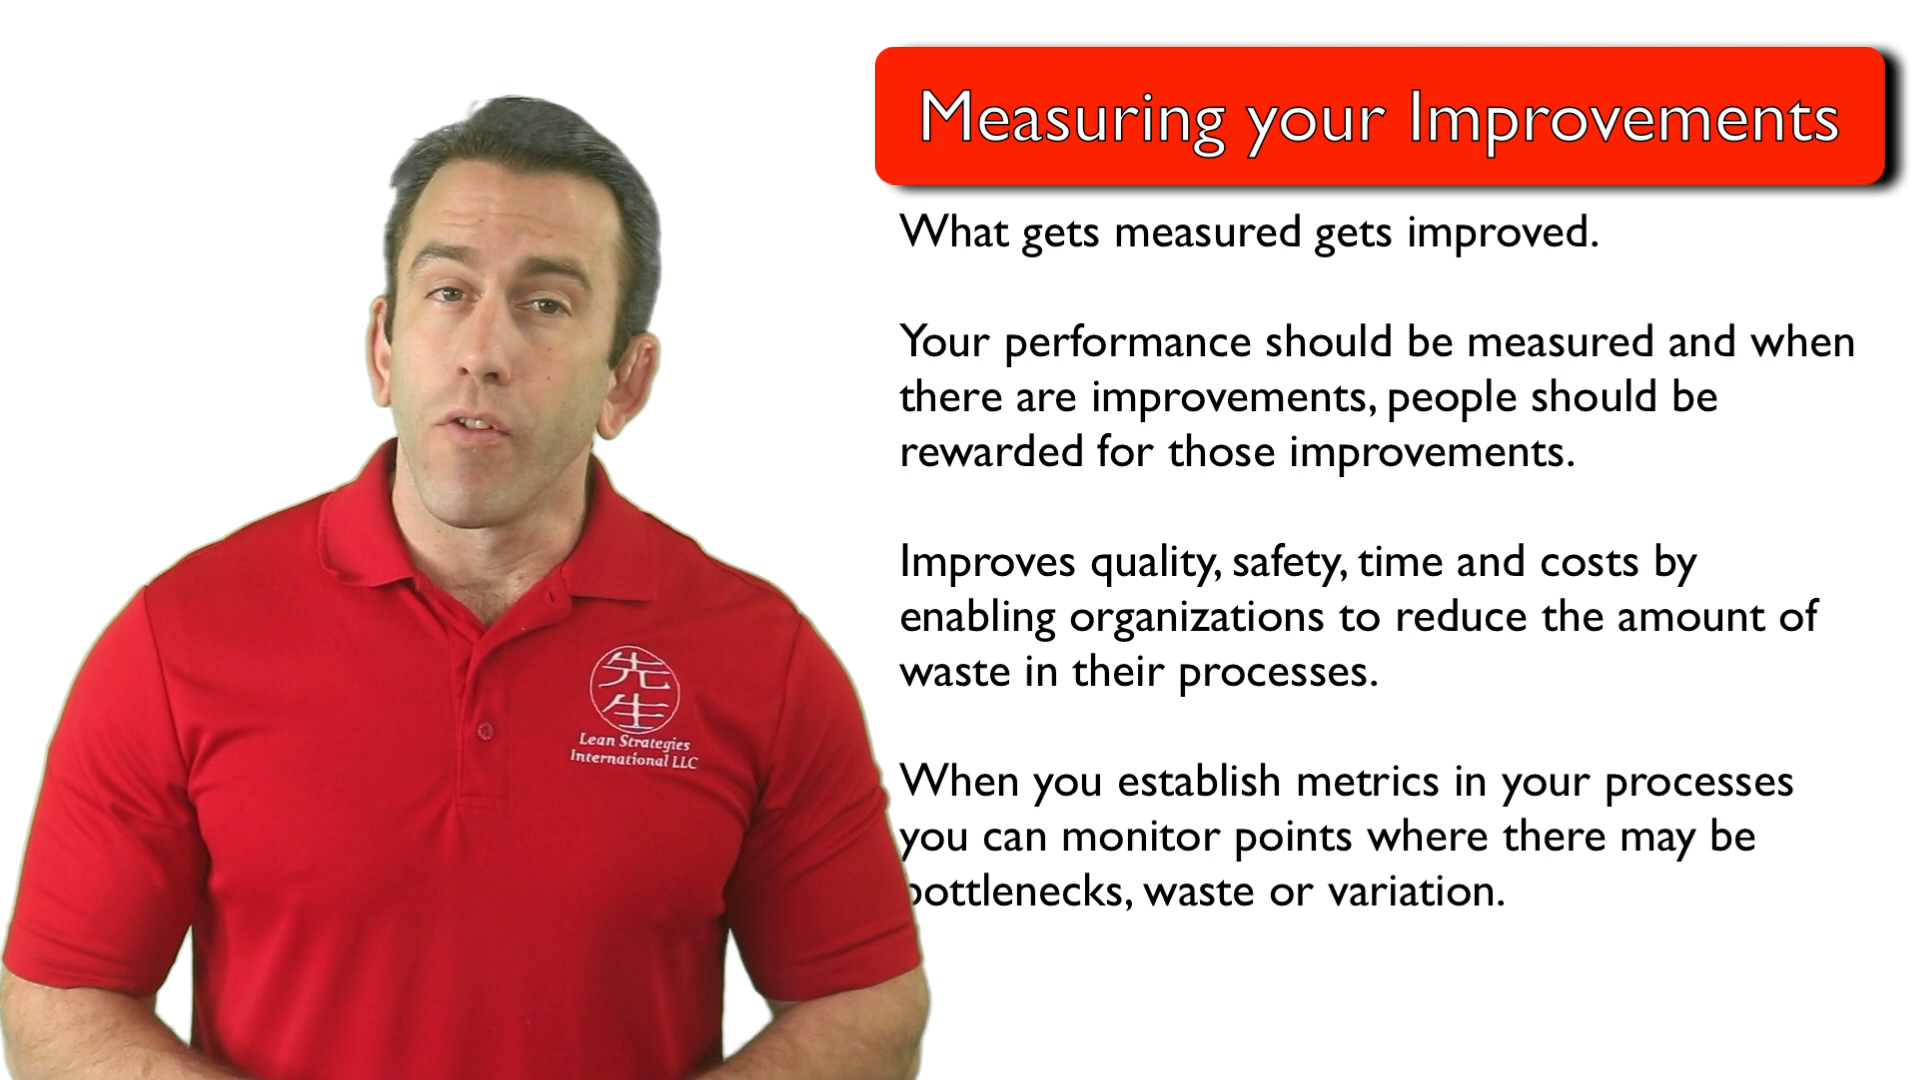 Measuring your Improvements
What gets measured gets improved.
Your performance should be measured and when
there are improvements, people should be
rewarded for those improvements.
Improves quality, safety, time and costs by
enabling organizations to reduce the amount of
waste in their processes.
When you establish metrics in your processes
you can monitor points where there may be
bottlenecks, waste or variation.
先
生
Lean Strategies
International LLC